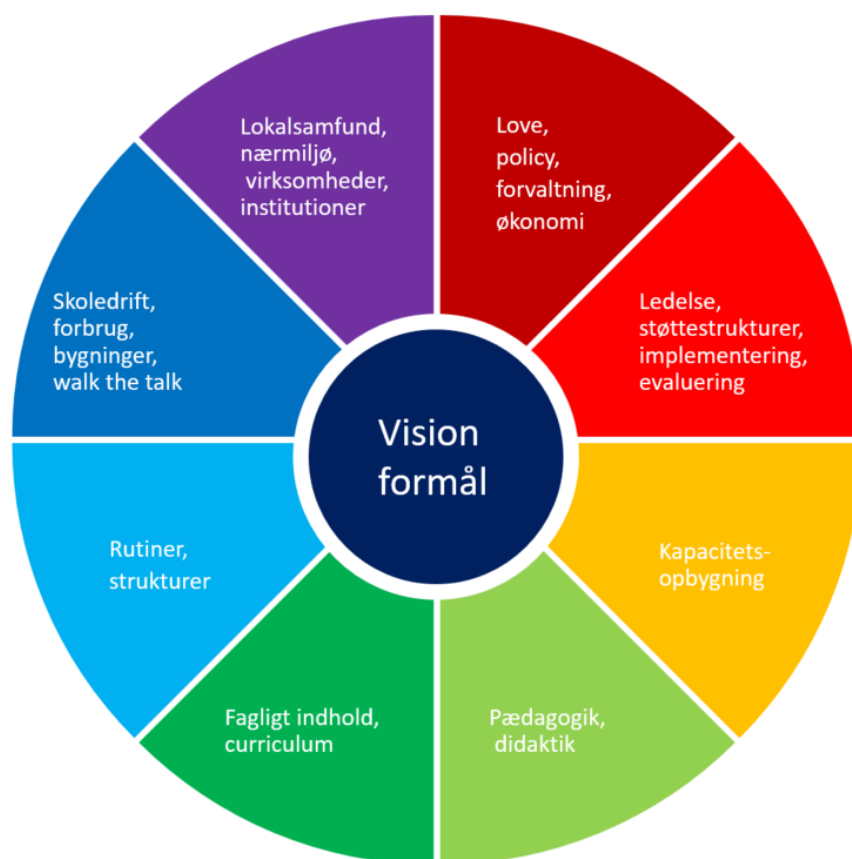 Lokalsamfund,
nærmiljø,
virksomheder,
institutioner
Love,
policy,
forvaltning,
økonomi
Ledelse,
støttestrukturer,
implementering,
evaluering
Kapacitets-
opbygning
Pædagogik,
didaktik
Fagligt indhold,
curriculum
Rutiner,
strukturer
Skoledrift,
forbrug,
bygninger,
walk the talk
Vision
formål